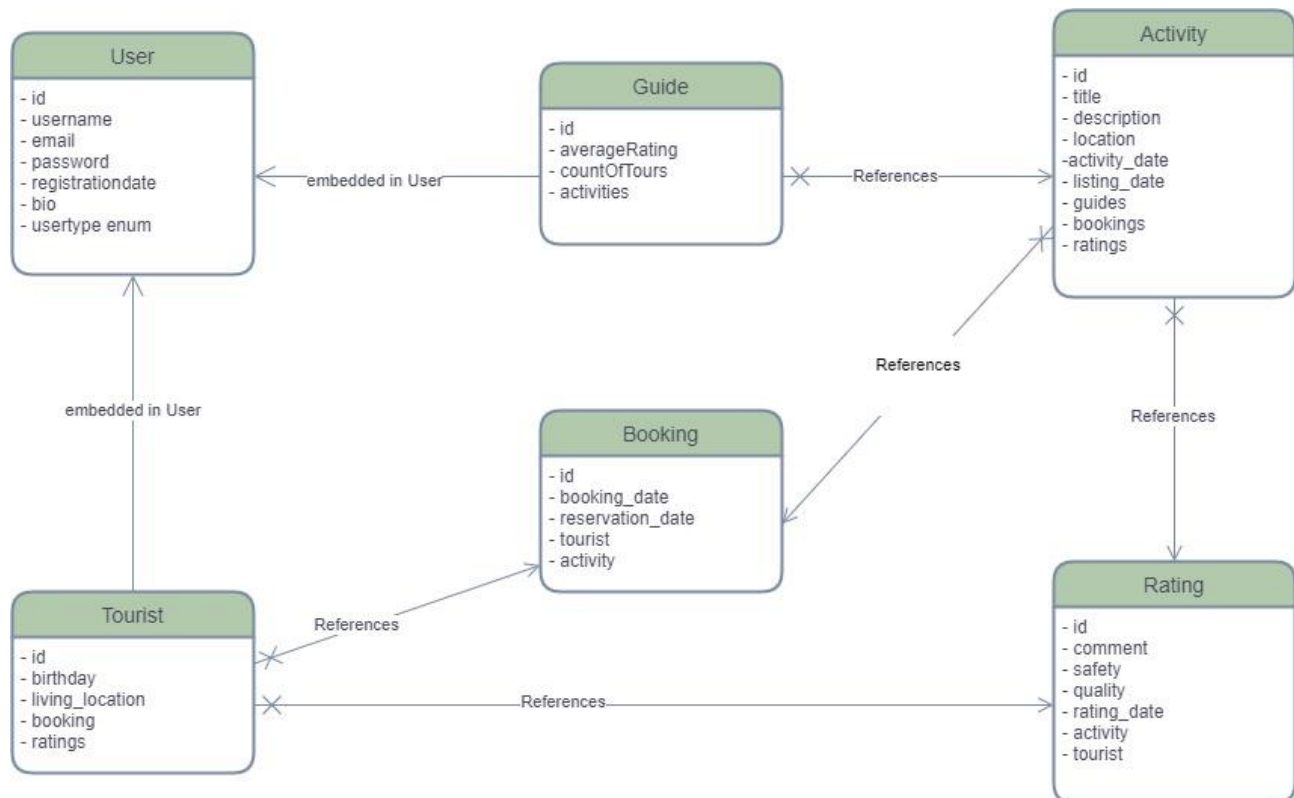 User
- id
- username
- email
- password
- registrationdate
- bio
- usertype enum
embedded in User
Guide
- id
- averageRating
- countOfTours
- activities
References
Activity
- id
- title
- description
- location
-activity_date
- listing_date
- guides
- bookings
- ratings
References
References
embedded in User
Booking
- id
- booking_date
- reservation_date
- tourist
- activity
References
Tourist
- id
- birthday
- living_location
- booking
- ratings
References
Rating
- id
- comment
- safety
- quality
- rating_date
- activity
- tourist